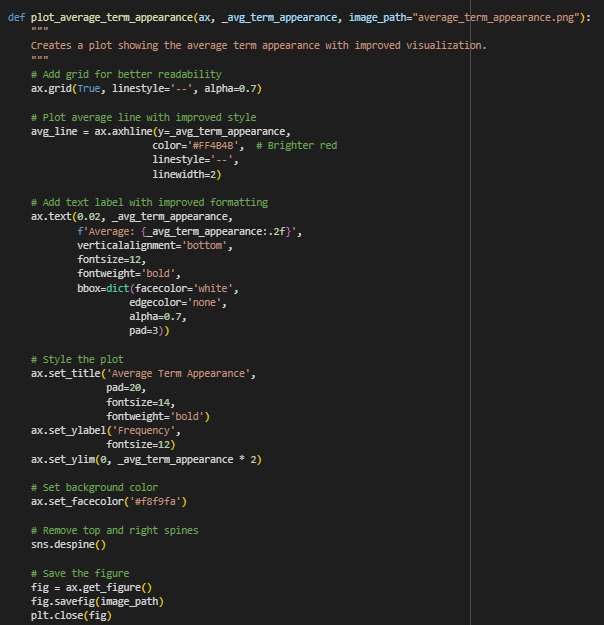 def plot_average_term_appearance(ax, _avg_term_appearance, image_path="average_term_appearance.png"):
    """
    Creates a plot showing the average term appearance with improved visualization.
    """
    # Add grid for better readability
    ax.grid(True, linestyle='--', alpha=0.7)

    # Plot average line with improved style
    avg_line = ax.axhline(y=_avg_term_appearance,
                          color='#FF4B4B',  # Brighter red
                          linestyle='--',
                          linewidth=2)

    # Add text label with improved formatting
    ax.text(0.02, _avg_term_appearance,
            f'Average: {_avg_term_appearance:.2f}',
            verticalalignment='bottom',
            fontsize=12,
            fontweight='bold',
            bbox=dict(facecolor='white',
                     edgecolor='none',
                     alpha=0.7,
                     pad=3))

    # Style the plot
    ax.set_title('Average Term Appearance',
                 pad=20,
                 fontsize=14,
                 fontweight='bold')
    ax.set_ylabel('Frequency',
                 fontsize=12)
    ax.set_ylim(0, _avg_term_appearance * 2)

    # Set background color
    ax.set_facecolor('#f8f9fa')

    # Remove top and right spines
    sns.despine()

    # Save the figure
    fig = ax.get_figure()
    fig.savefig(image_path)
    plt.close(fig)